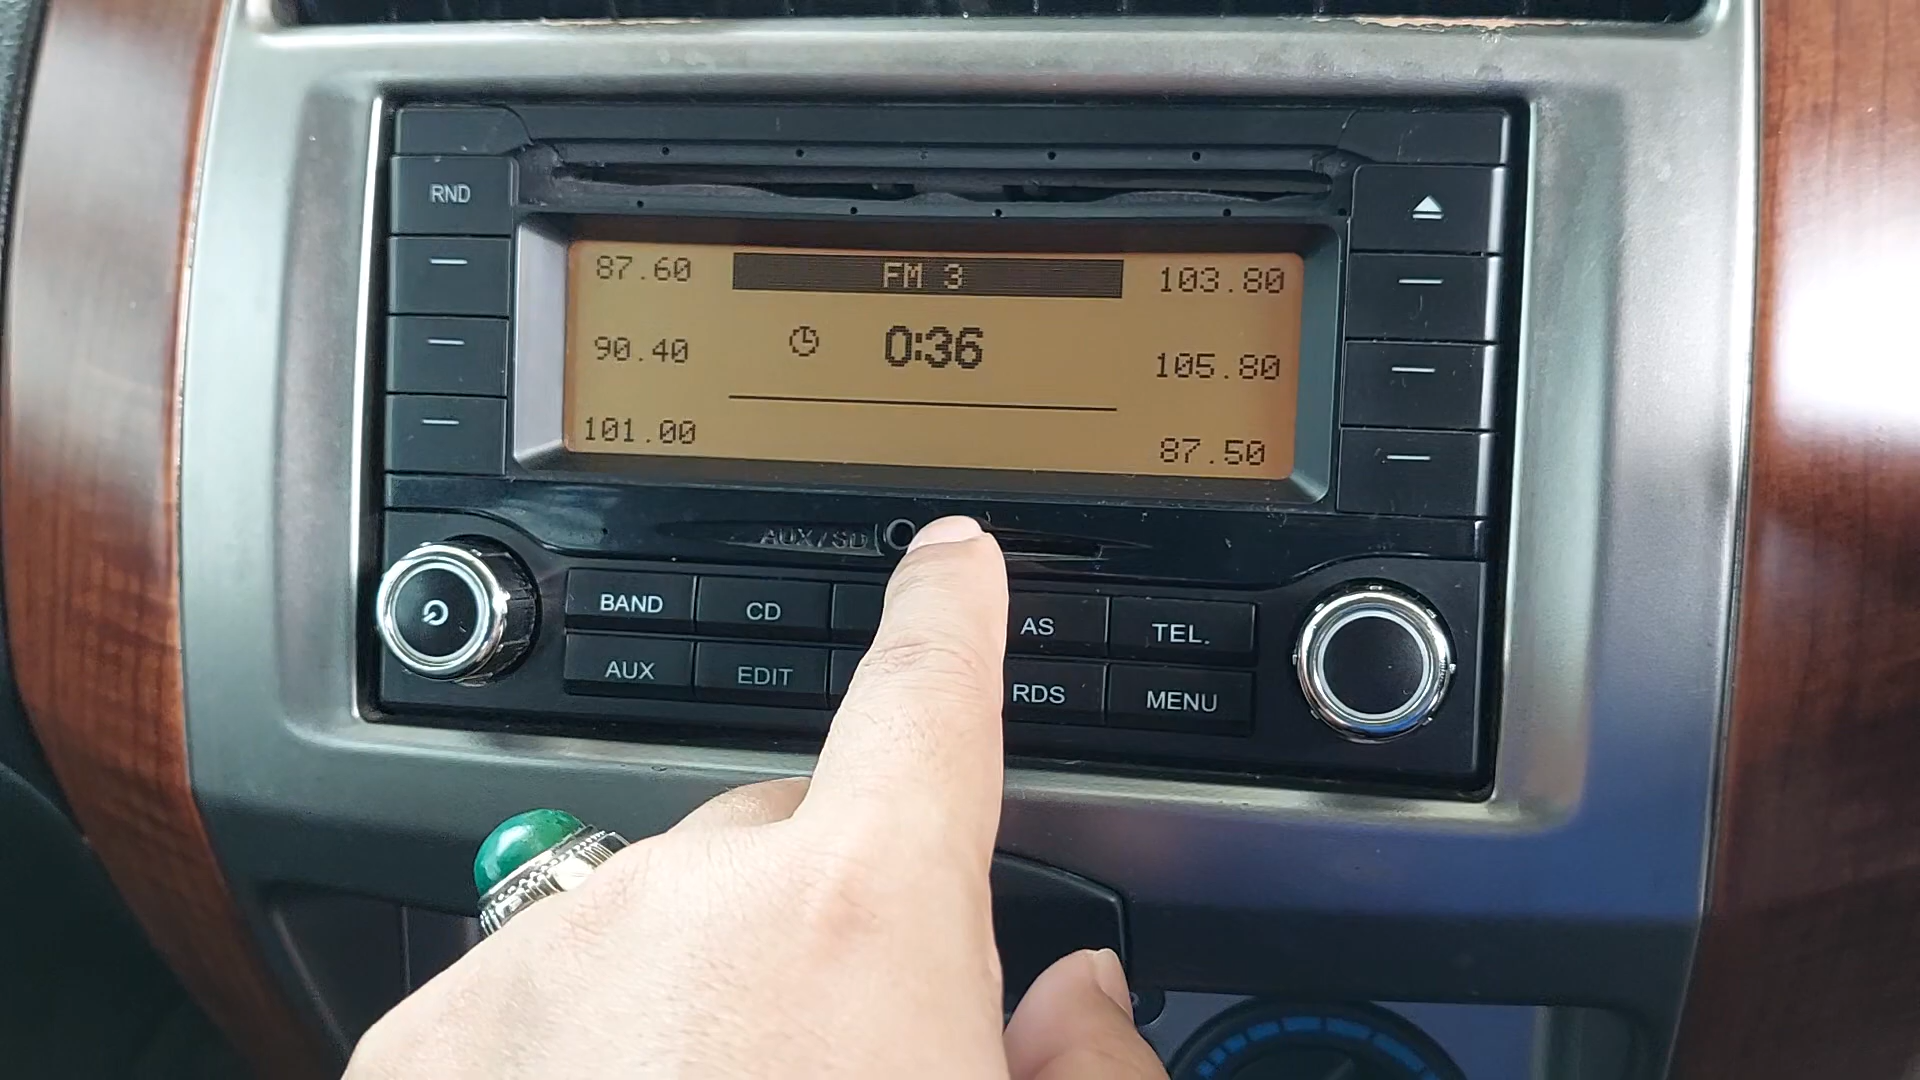 RND
87.60 FM 3 103.80
90.40 0:36 105.80
101.00 87.50
AUX/SD
BAND CD AS TEL.
AUX EDIT RDS MENU